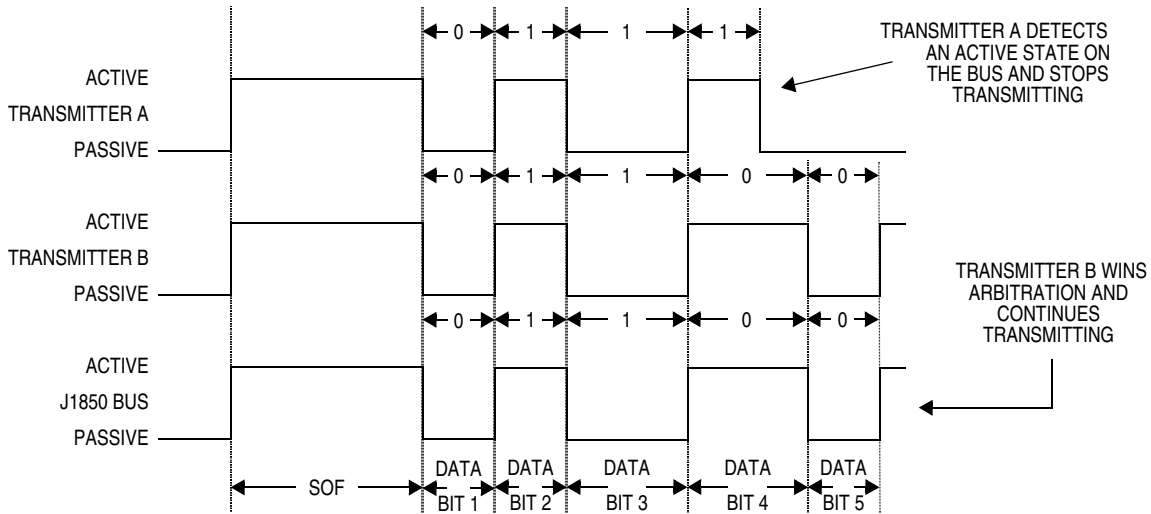 0 1 1 1
TRANSMITTER A DETECTS
AN ACTIVE STATE ON
THE BUS AND STOPS
TRANSMITTING
ACTIVE
TRANSMITTER A
PASSIVE
0 1 1 0 0
ACTIVE
TRANSMITTER B
PASSIVE
TRANSMITTER B WINS
ARBITRATION AND
CONTINUES
TRANSMITTING
0 1 1 0 0
ACTIVE
J1850 BUS
PASSIVE
SOF
DATA
BIT 1
DATA
BIT 2
DATA
BIT 3
DATA
BIT 4
DATA
BIT 5